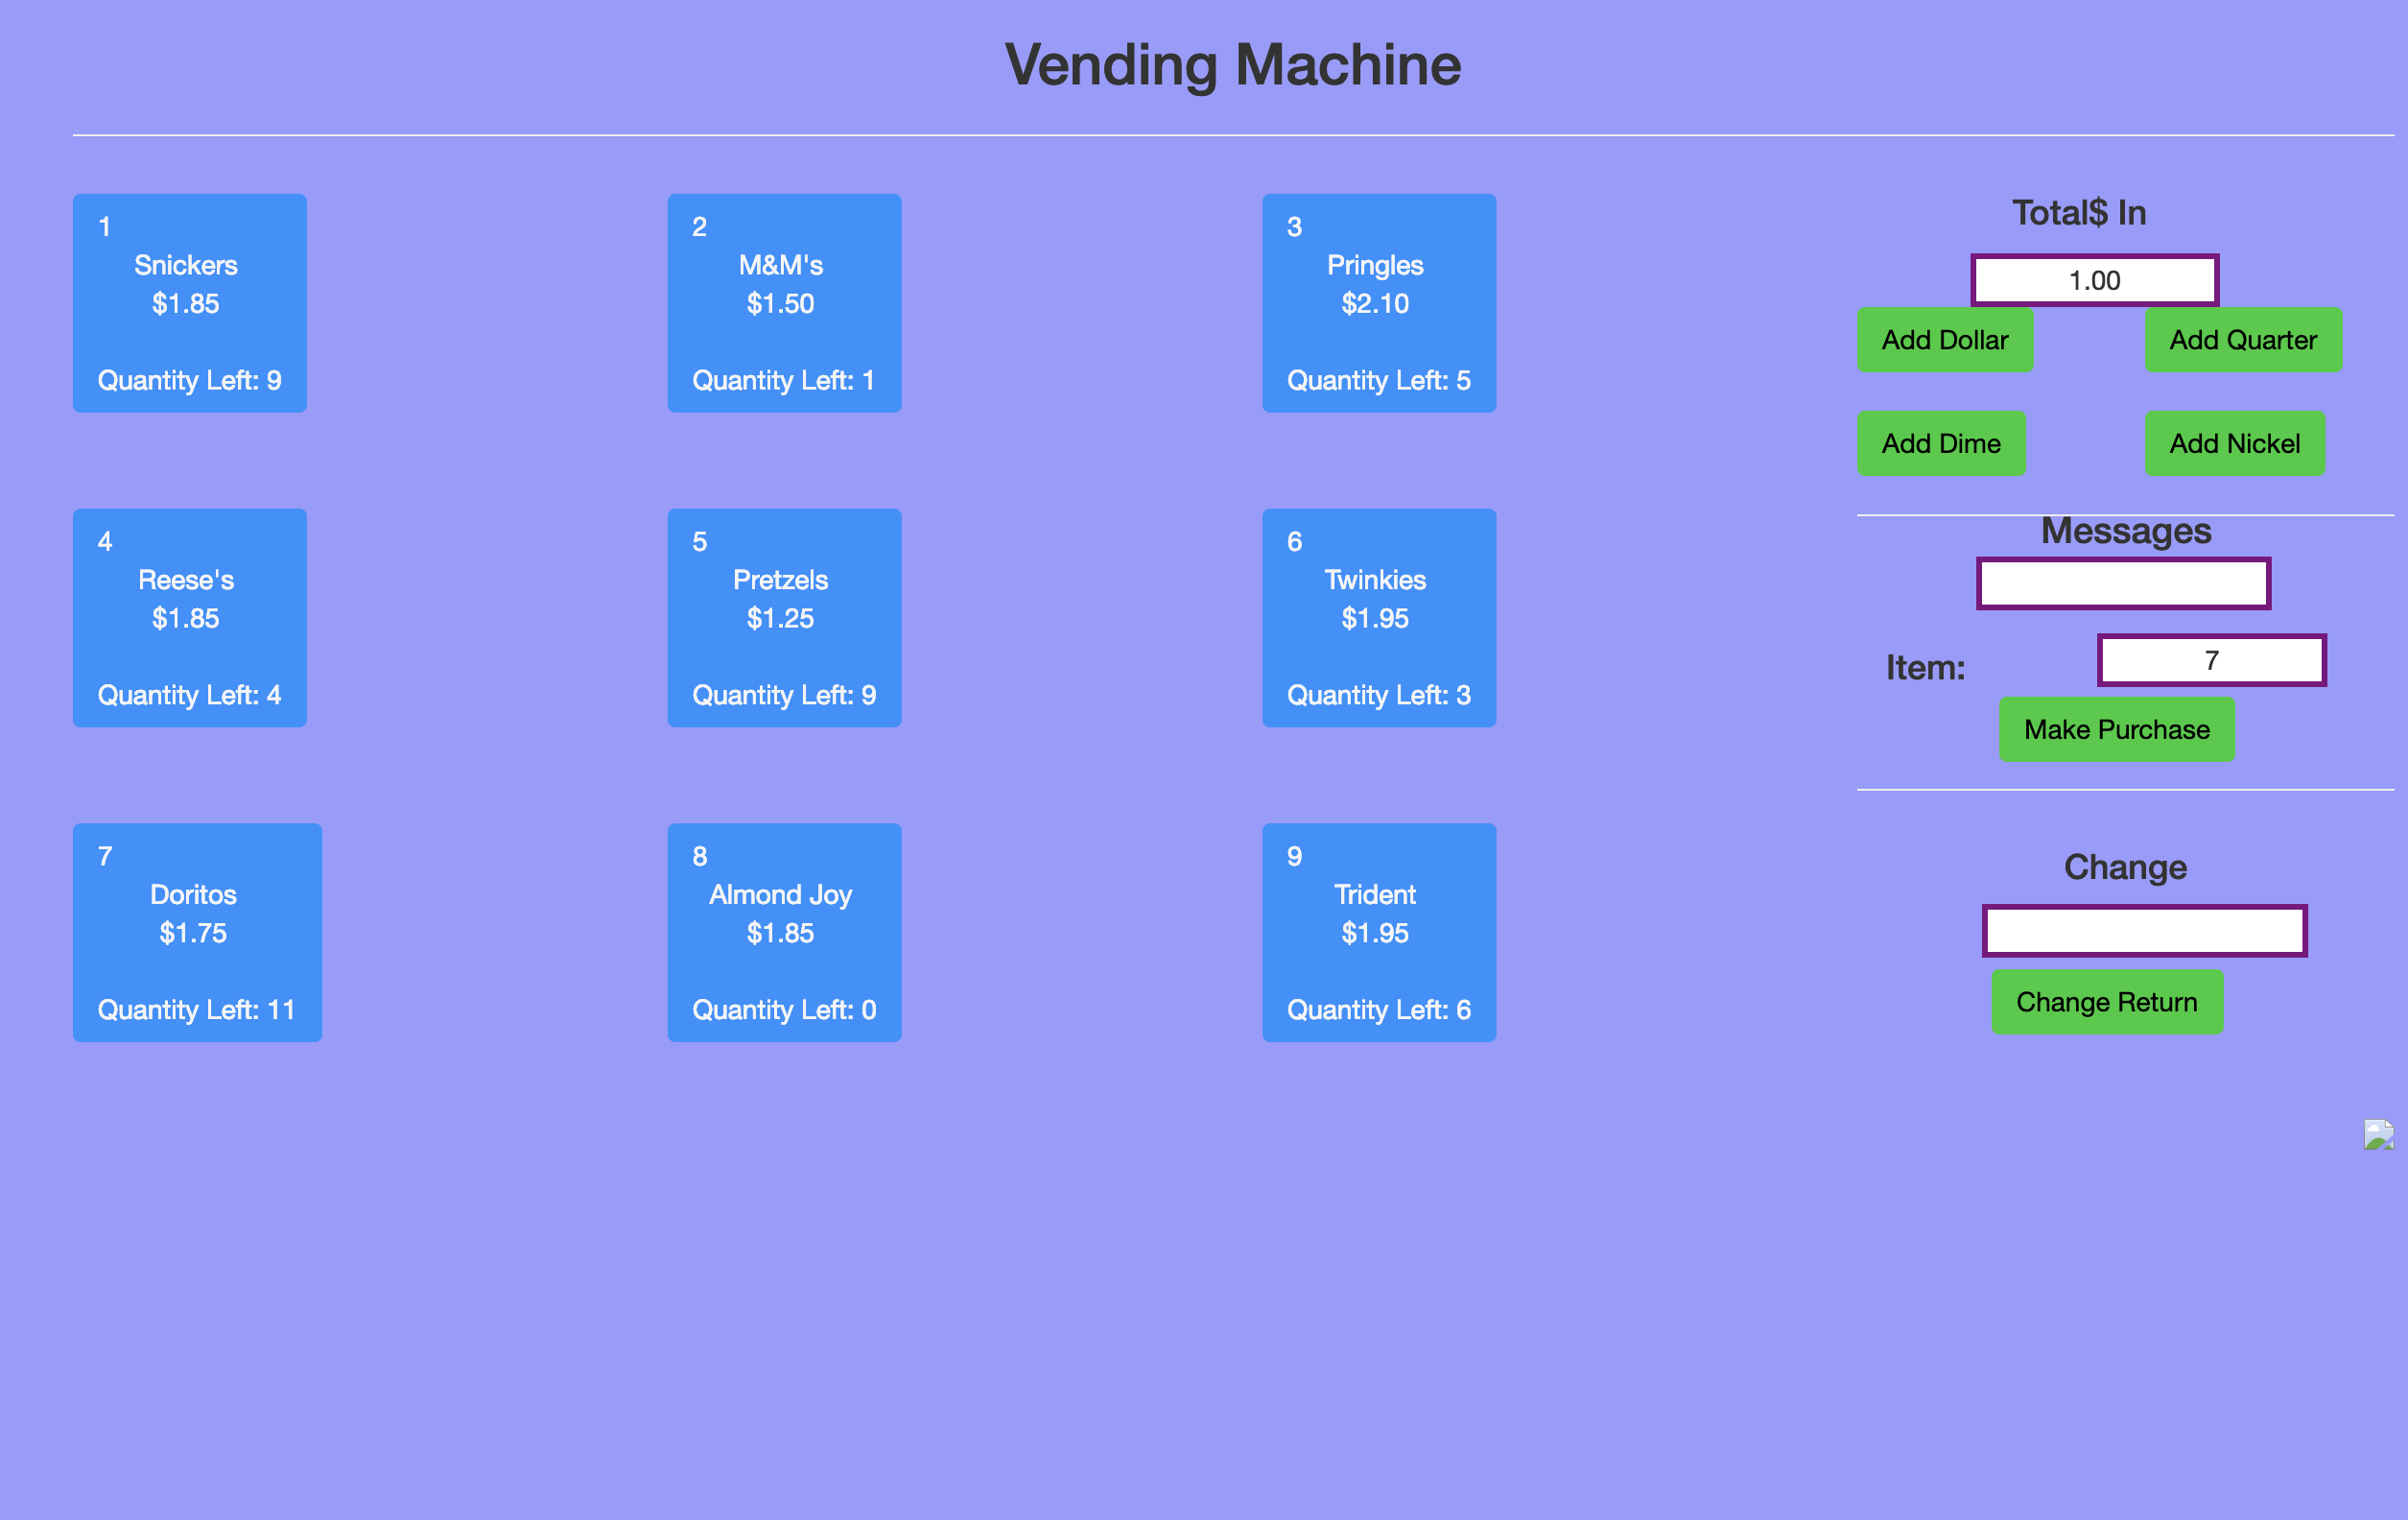 Vending Machine
1
Snickers
$1.85
Quantity Left: 9
2
M&M's
$1.50
Quantity Left: 1
3
Pringles
$2.10
Quantity Left: 5
4
Reese's
$1.85
Quantity Left: 4
5
Pretzels
$1.25
Quantity Left: 9
6
Twinkies
$1.95
Quantity Left: 3
7
Doritos
$1.75
Quantity Left: 11
8
Almond Joy
$1.85
Quantity Left: 0
9
Trident
$1.95
Quantity Left: 6
Total$ In
1.00
Add Dollar
Add Quarter
Add Dime
Add Nickel
Messages
Item:
7
Make Purchase
Change
Change Return